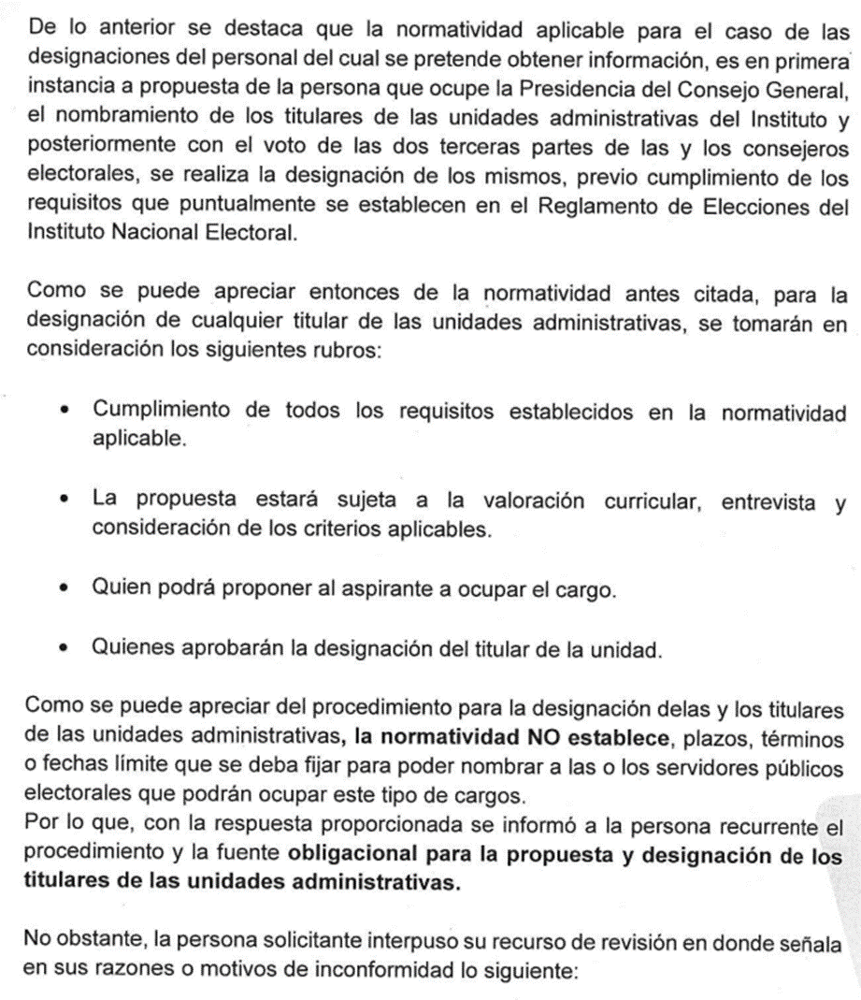 De lo anterior se destaca que la normatividad aplicable para el caso de las
designaciones del personal del cual se pretende obtener información, es en primera
instancia a propuesta de la persona que ocupe la Presidencia del Consejo General,
el nombramiento de los titulares de las unidades administrativas del Instituto y
posteriormente con el voto de las dos terceras partes de las y los consejeros
electorales, se realiza la designación de los mismos, previo cumplimiento de los
requisitos que puntualmente se establecen en el Reglamento de Elecciones del
Instituto Nacional Electoral.
Como se puede apreciar entonces de la normatividad antes citada, para la
designación de cualquier titular de las unidades administrativas, se tomarán en
consideración los siguientes rubros:
• Cumplimiento de todos los requisitos establecidos en la normatividad
aplicable.
• La propuesta estará sujeta a la valoración curricular, entrevista y
consideración de los criterios aplicables.
• Quien podrá proponer al aspirante a ocupar el cargo.
• Quienes aprobarán la designación del titular de la unidad.
Como se puede apreciar del procedimiento para la designación delas y los titulares
de las unidades administrativas, la normatividad NO establece, plazos, términos
o fechas límite que se deba fijar para poder nombrar a las o los servidores públicos
electorales que podrán ocupar este tipo de cargos.
Por lo que, con la respuesta proporcionada se informó a la persona recurrente el
procedimiento y la fuente obligacional para la propuesta y designación de los
titulares de las unidades administrativas.
No obstante, la persona solicitante interpuso su recurso de revisión en donde señala
en sus razones o motivos de inconformidad lo siguiente: